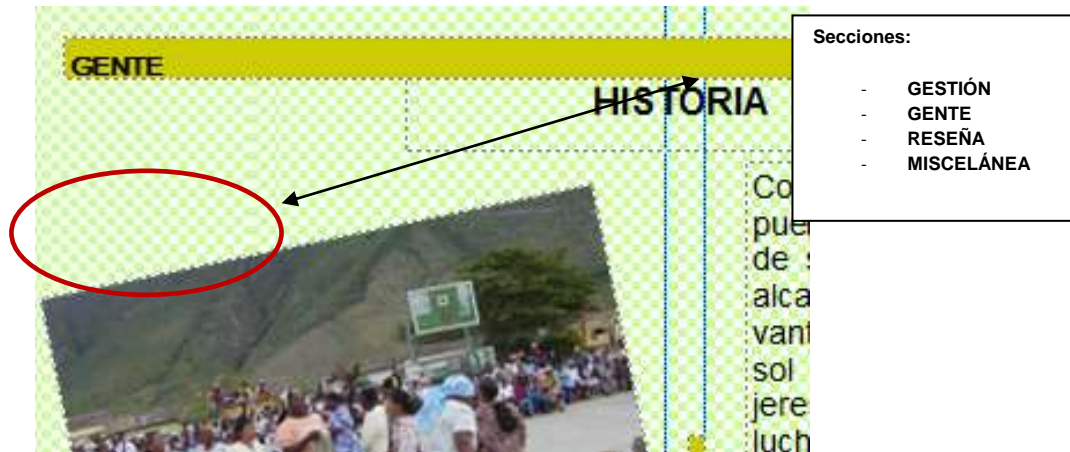 GENTE
HISTORIA
Secciones:
- GESTIÓN
- GENTE
- RESEÑA
- MISCELÁNEA
Co
pue
de s
alca
vant
sol
jere
luch